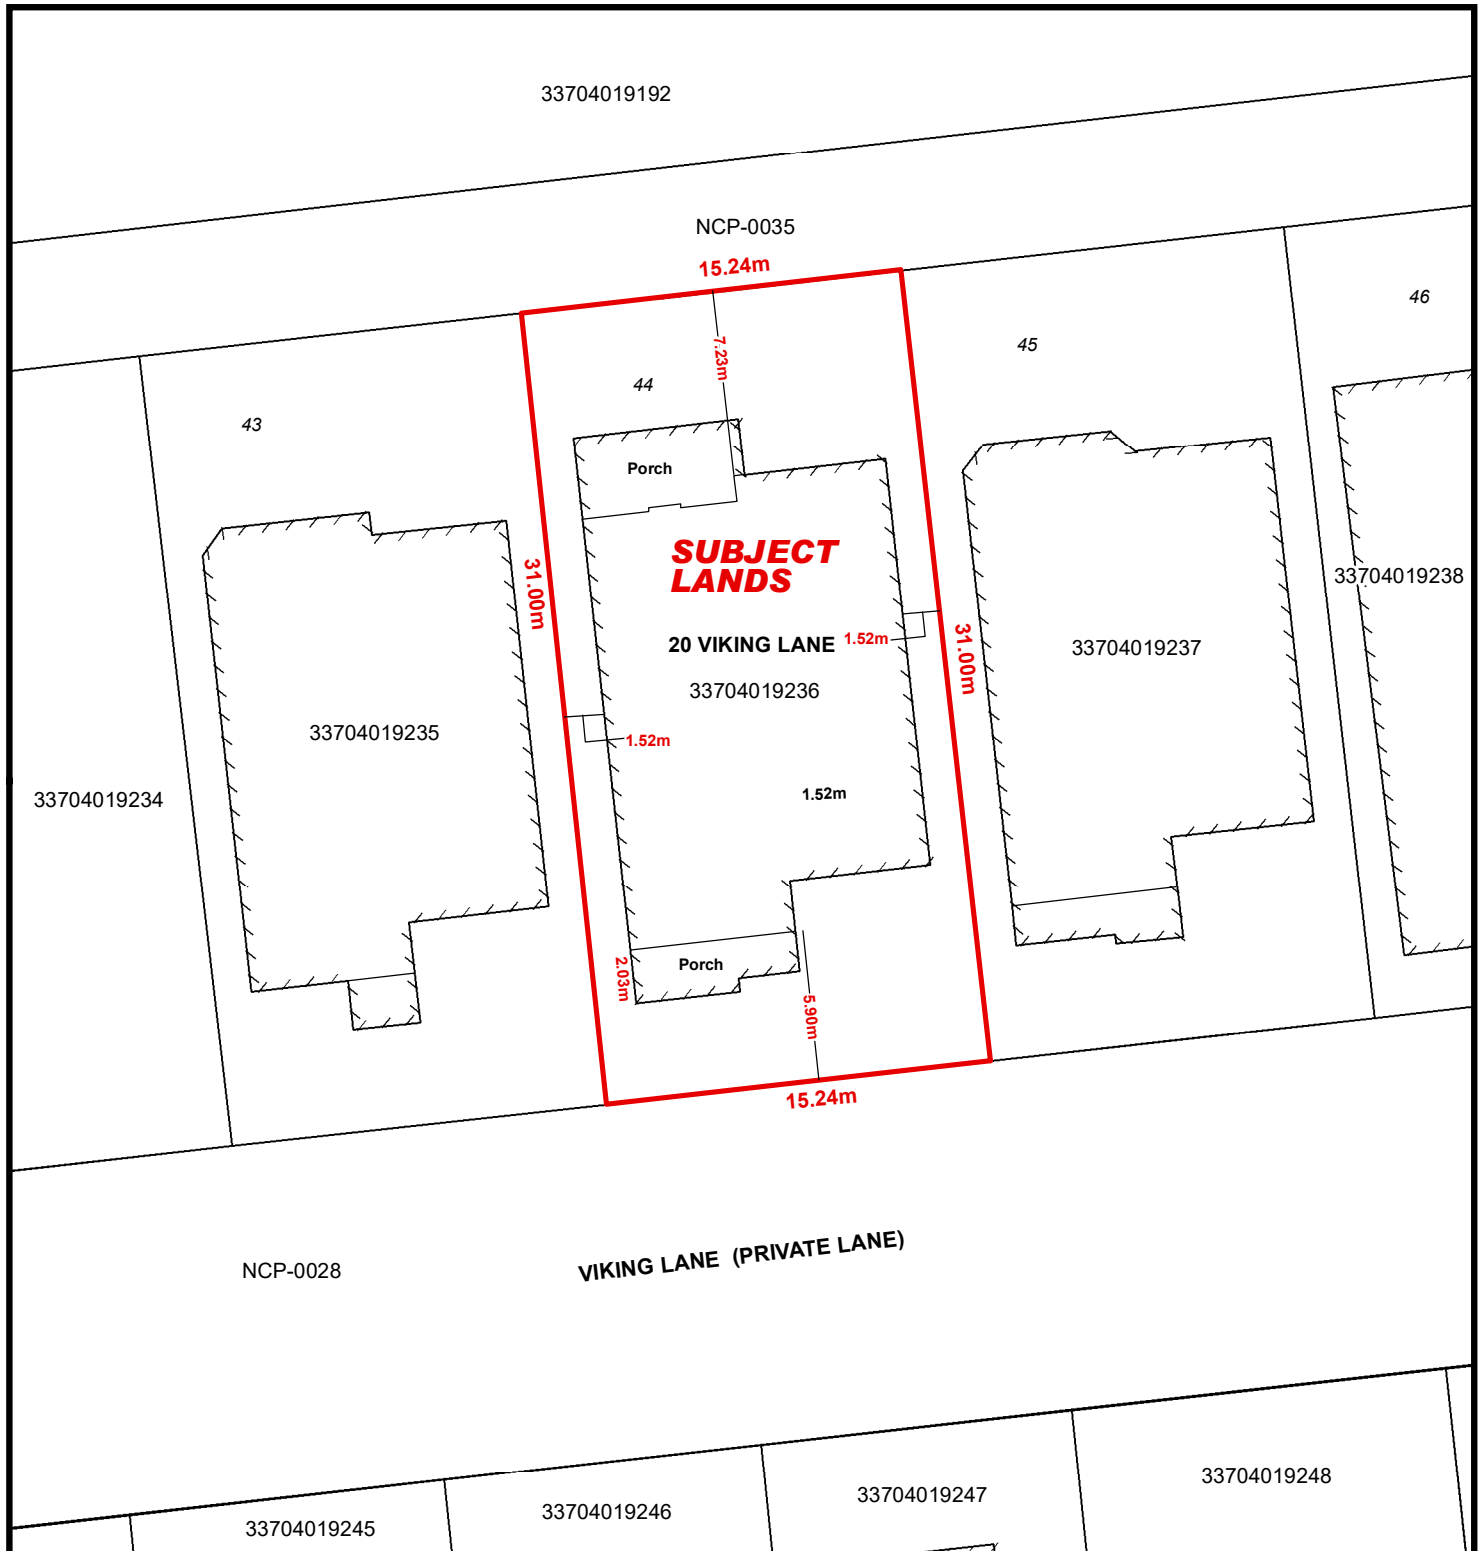 33704019192
NCP-0035
15.24m
46
45
7.23m
44
43
Porch
SUBJECT
LANDS
31.00m
33704019238
20 VIKING LANE
1.52m
31.00m
33704019237
33704019236
33704019235
1.52m
1.52m
33704019234
Porch
2.03m
5.90m
15.24m
VIKING LANE (PRIVATE LANE)
NCP-0028
33704019248
33704019247
33704019246
33704019245